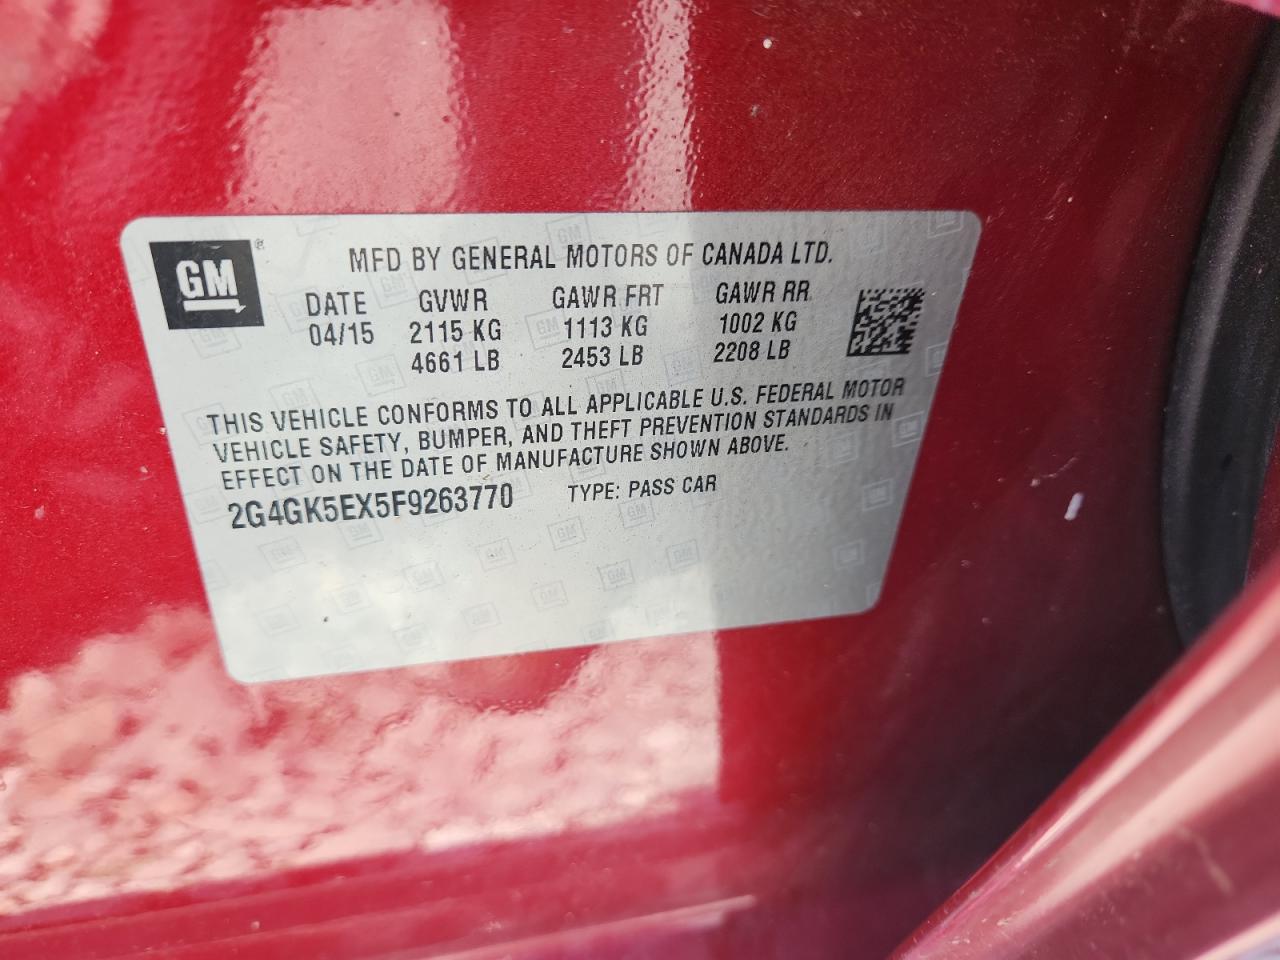 GM ®
MFD BY GENERAL MOTORS OF CANADA LTD.
DATE GVWR GAWR FRT GAWR RR
04/15 2115 KG 1113 KG 1002 KG
4661 LB 2453 LB 2208 LB
THIS VEHICLE CONFORMS TO ALL APPLICABLE U.S. FEDERAL MOTOR
VEHICLE SAFETY, BUMPER, AND THEFT PREVENTION STANDARDS IN
EFFECT ON THE DATE OF MANUFACTURE SHOWN ABOVE.
2G4GK5EX5F9263770 TYPE: PASS CAR